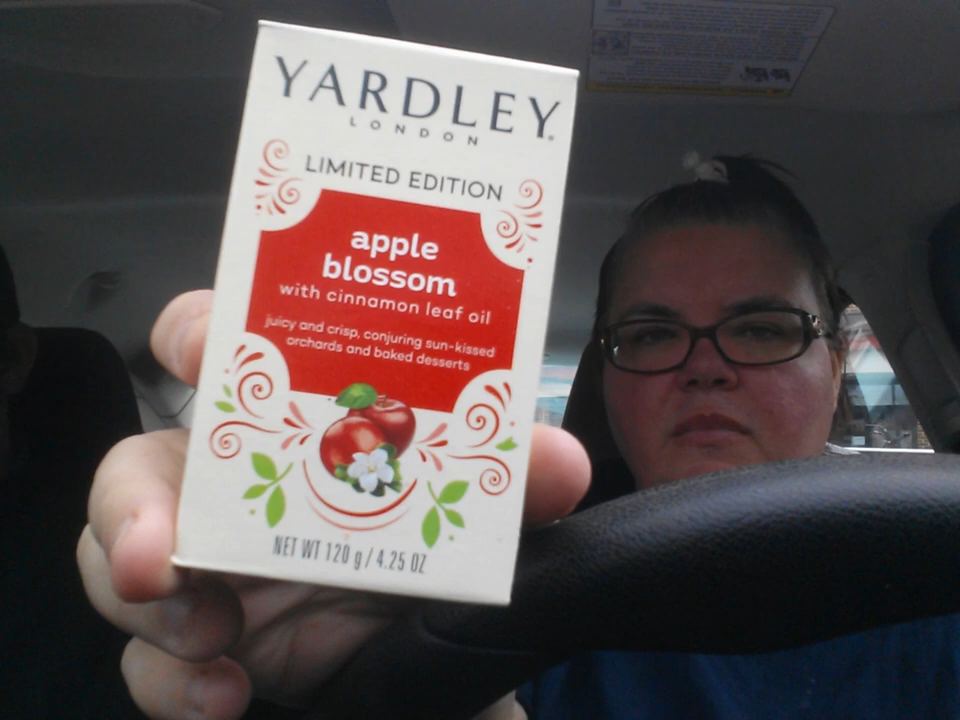 YARDLEY
LONDON
LIMITED EDITION
apple
blossom
with cinnamon leaf oil
juicy and crisp, conjuring sun-kissed
orchards and baked desserts
NET WT 120 g / 4.25 OZ